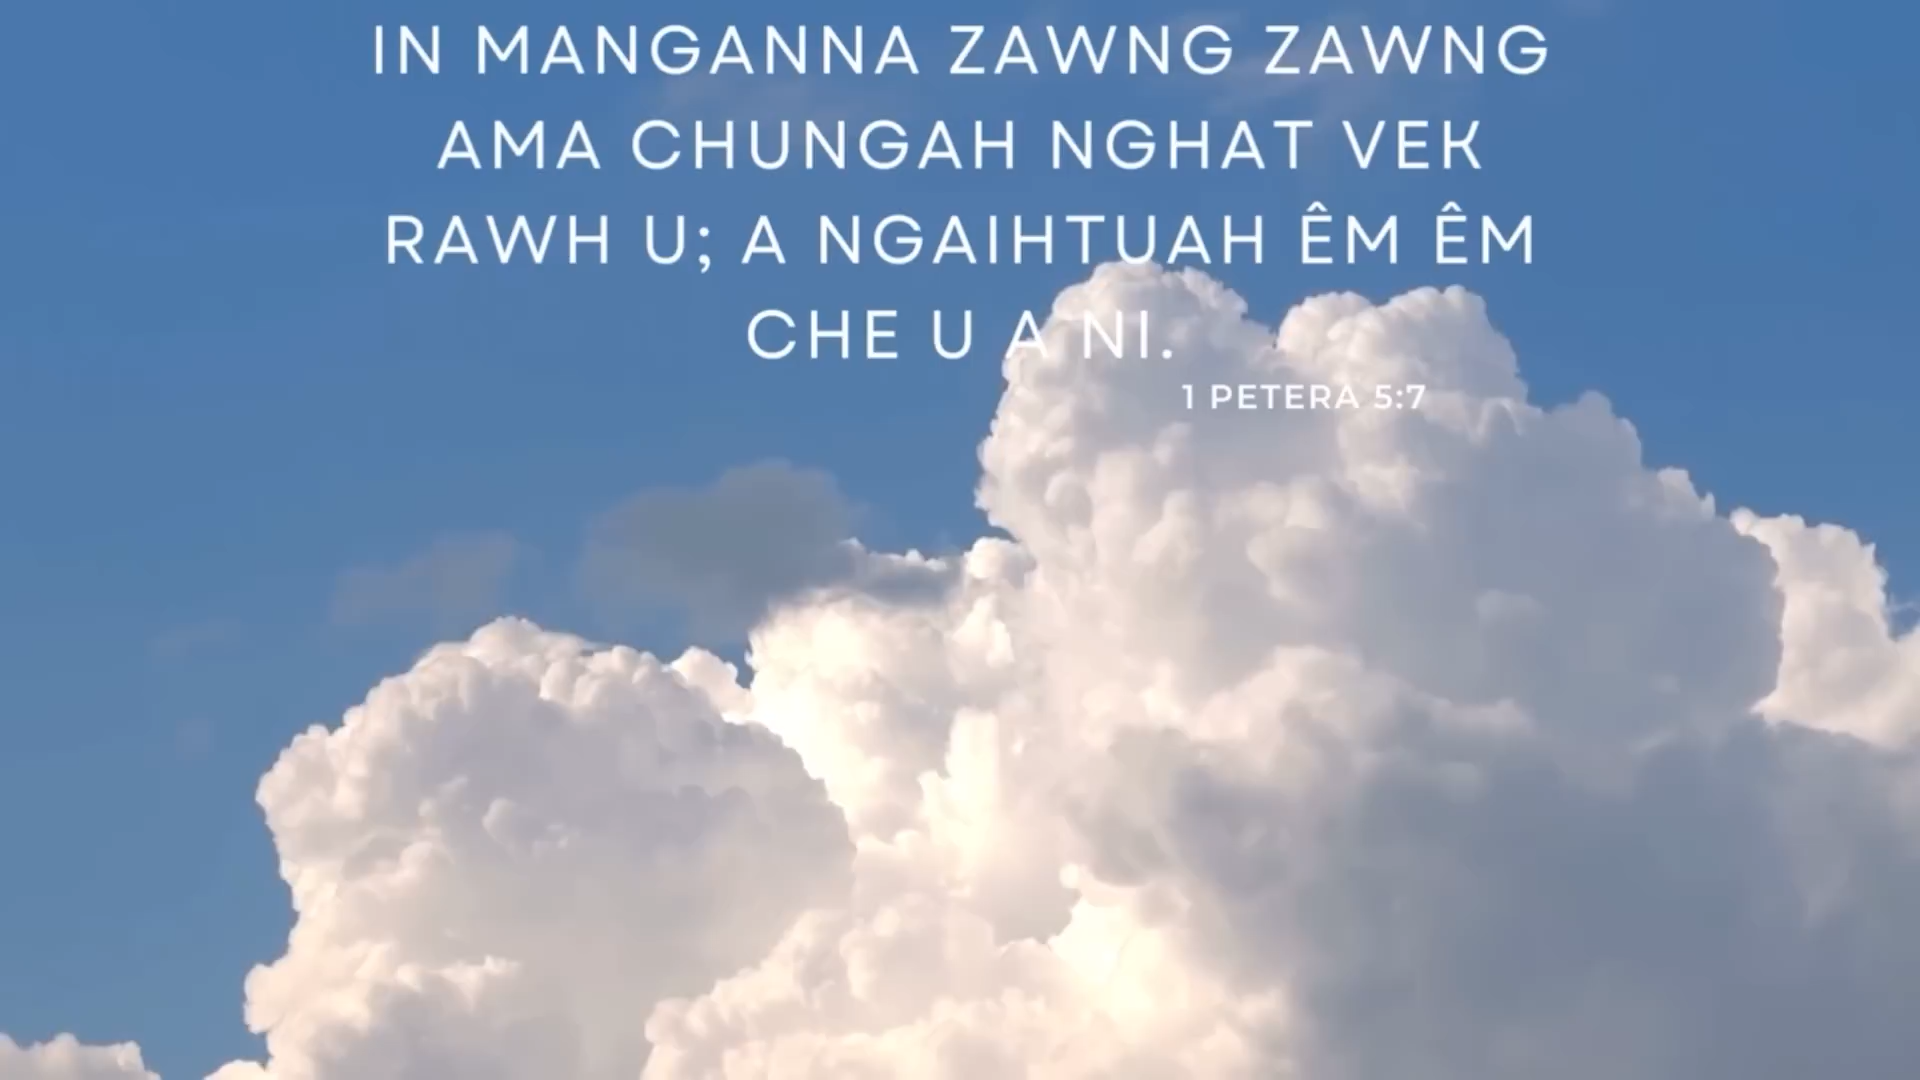 IN MANGANNA ZAWNG ZAWNG
AMA CHUNGAH NGHAT VEK
RAWH U; A NGAIHTUAH ÊM ÊM
CHE U A NI.
1 PETERA 5:7